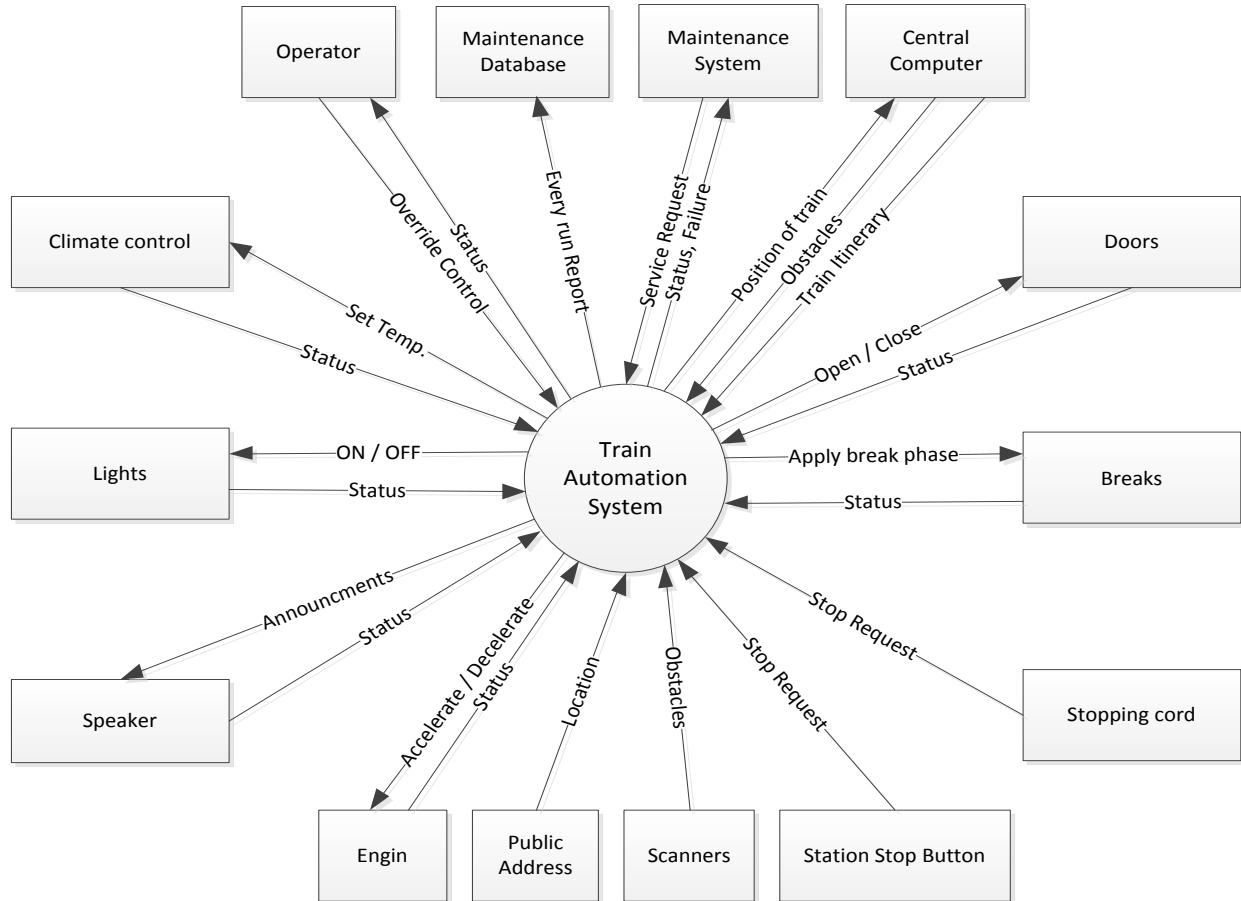 Operator
Maintenance
Database
Maintenance
System
Central
Computer
Override Control
Status
Every run Report
Service Request
Status, Failure
Position of train
Obstacles
Train Itinerary
Climate control
Set Temp.
Status
Doors
Open / Close
Status
Lights
ON / OFF
Status
Train
Automation
System
Apply break phase
Status
Breaks
Announcments
Status
Speaker
Accelerate / Decelerate
Status
Location
Obstacles
Stop Request
Stop Request
Stopping cord
Engin
Public
Address
Scanners
Station Stop Button